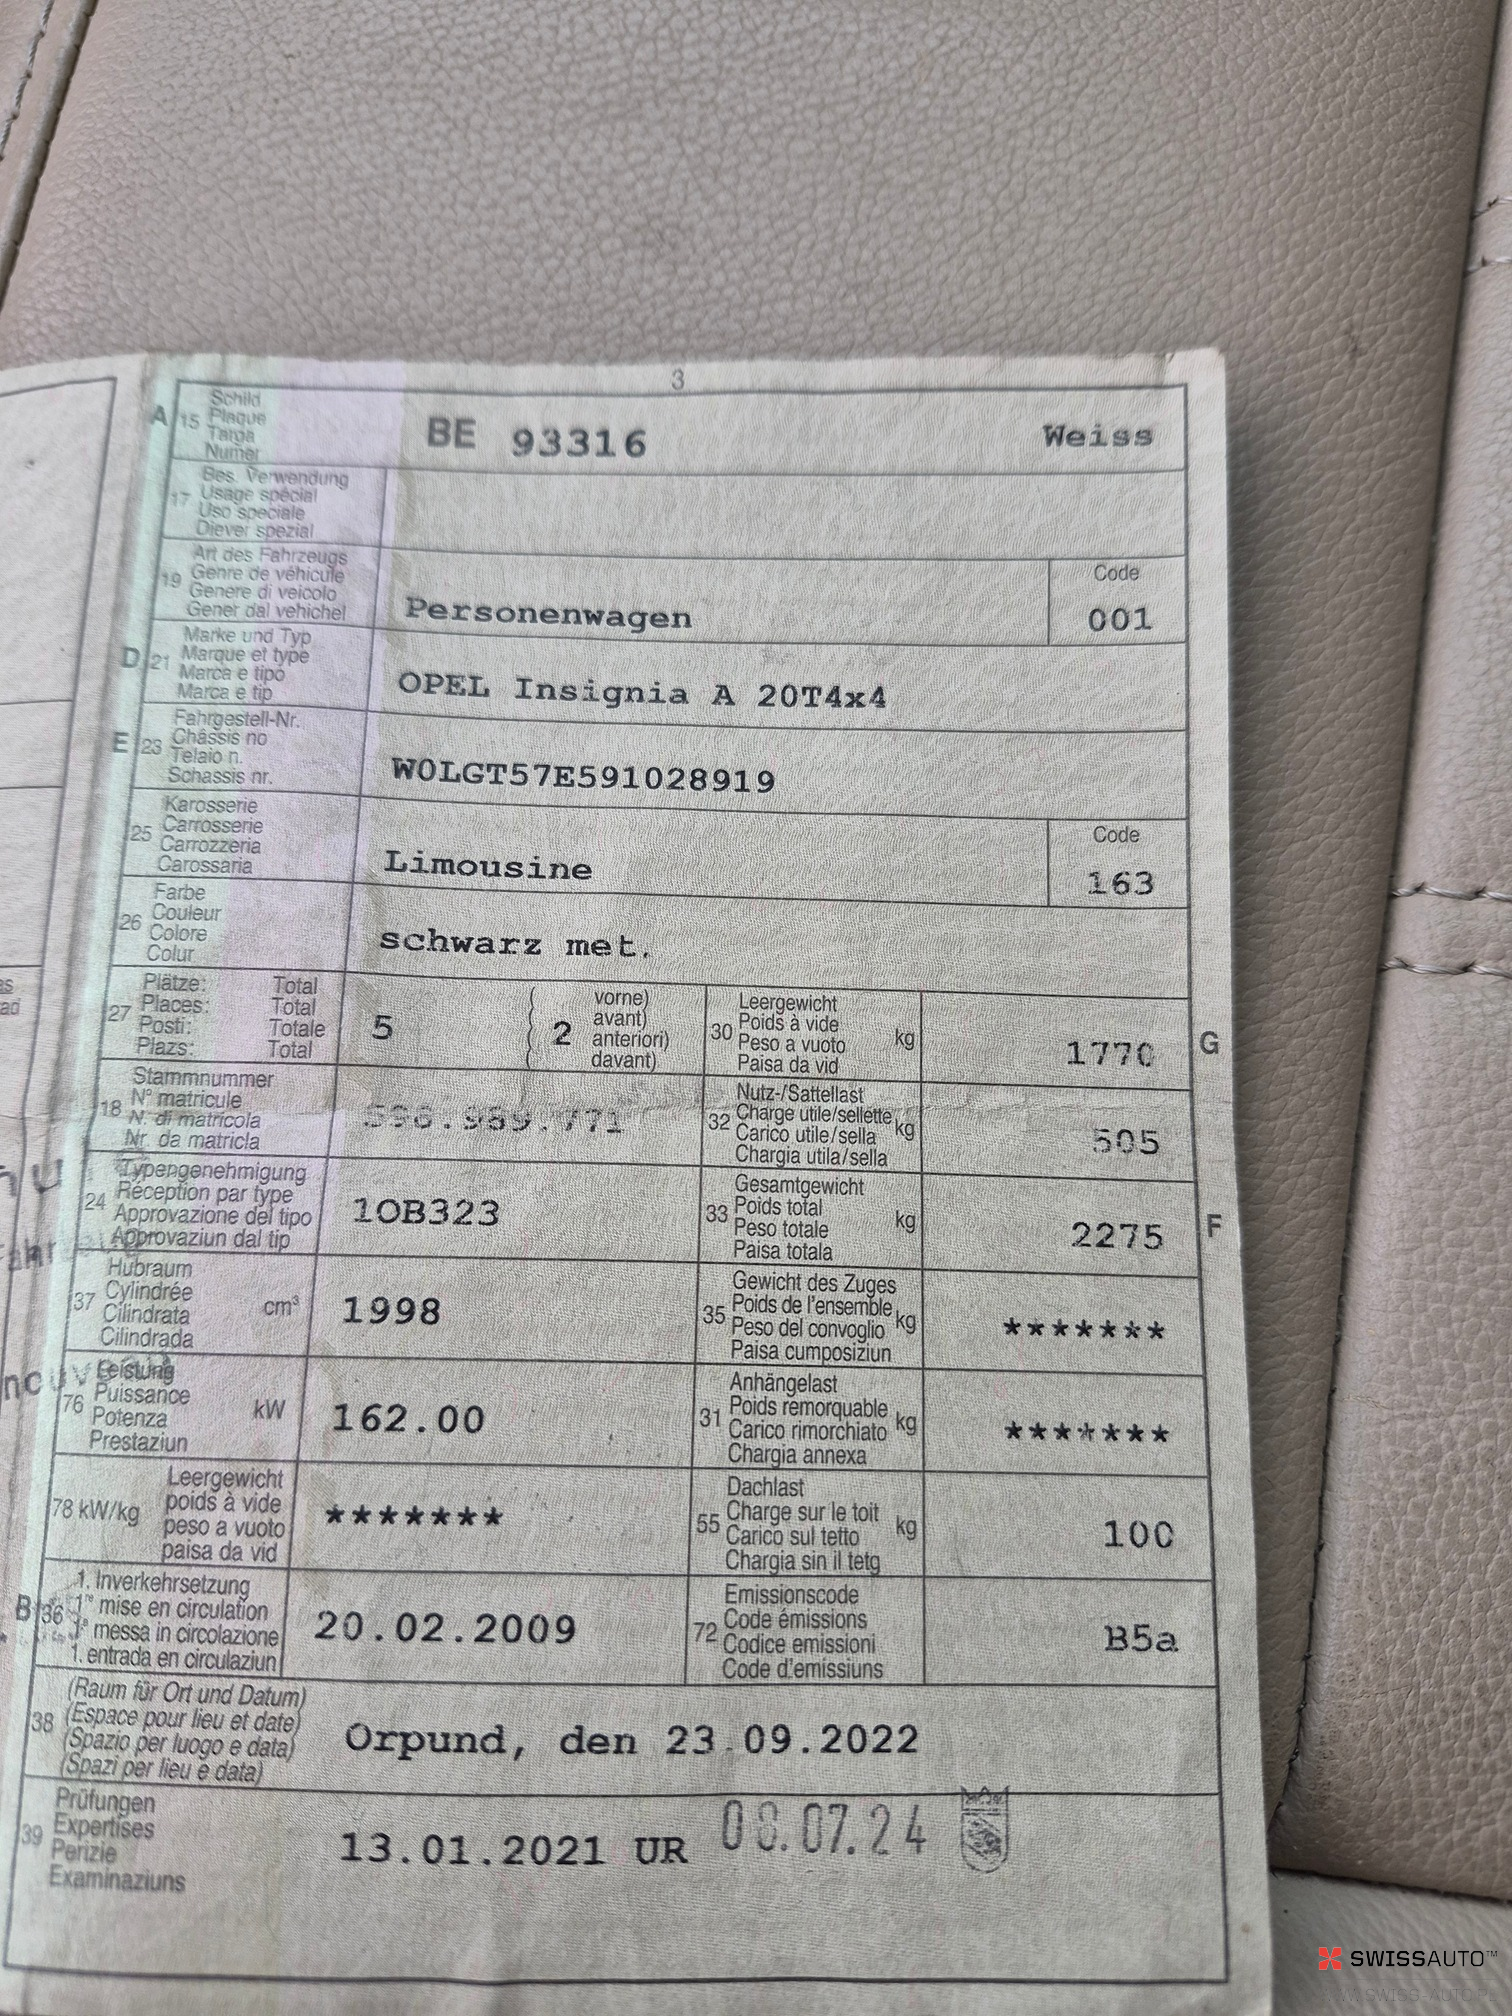 3
A 15 Schild
Plaque
Targa
Numer
BE 93316 Weiss
17 Bes. Verwendung
Usage spécial
Uso speciale
Diever spezial
19 Art des Fahrzeugs
Genre de véhicule
Genere di veicolo
Gener dal vehichel
Personenwagen
Code
001
D 21 Marke und Typ
Marque et type
Marca e tipo
Marca e tip
OPEL Insignia A 20T4x4
E 23 Fahrgestell-Nr.
Châssis no
Telaio n.
Schassis nr.
W0LGT57E591028919
25 Karosserie
Carrosserie
Carrozzeria
Carossaria
Limousine
Code
163
26 Farbe
Couleur
Colore
Colur
schwarz met.
27 Plätze: Total
Places: Total
Posti: Totale
Plazs: Total
5
2
vorne)
avant)
anteriori)
davant)
30 Leergewicht
Poids à vide
Peso a vuoto
Paisa da vid
kg
1770
G
18 Stammnummer
N° matricule
N. di matricola
Nr. da matricla
596.989.771
32 Nutz-/Sattellast
Charge utile/sellette
Carico utile/sella
Chargia utila/sella
kg
505
24 Typengenehmigung
Réception par type
Approvazione del tipo
Approvaziun dal tip
1OB323
33 Gesamtgewicht
Poids total
Peso totale
Paisa totala
kg
2275
F
37 Hubraum
Cylindrée
Cilindrata
Cilindrada
cm³
1998
35 Gewicht des Zuges
Poids de l'ensemble
Peso del convoglio
Paisa cumposiziun
kg
*******
76 Leistung
Puissance
Potenza
Prestaziun
kW
162.00
31 Anhängelast
Poids remorquable
Carico rimorchiato
Chargia annexa
kg
*******
78 kW/kg
Leergewicht
poids à vide
peso a vuoto
paisa da vid
*******
55 Dachlast
Charge sur le toit
Carico sul tetto
Chargia sin il tetg
kg
100
B 36 1. Inverkehrsetzung
1re mise en circulation
1a messa in circolazione
1. entrada en circulaziun
20.02.2009
72 Emissionscode
Code émissions
Codice emissioni
Code d'emissiuns
B5a
38 (Raum für Ort und Datum)
(Espace pour lieu et date)
(Spazio per luogo e data)
(Spazi per lieu e data)
Orpund, den 23.09.2022
39 Prüfungen
Expertises
Perizie
Examinaziuns
13.01.2021 UR
.07.24
SWISSAUTO™